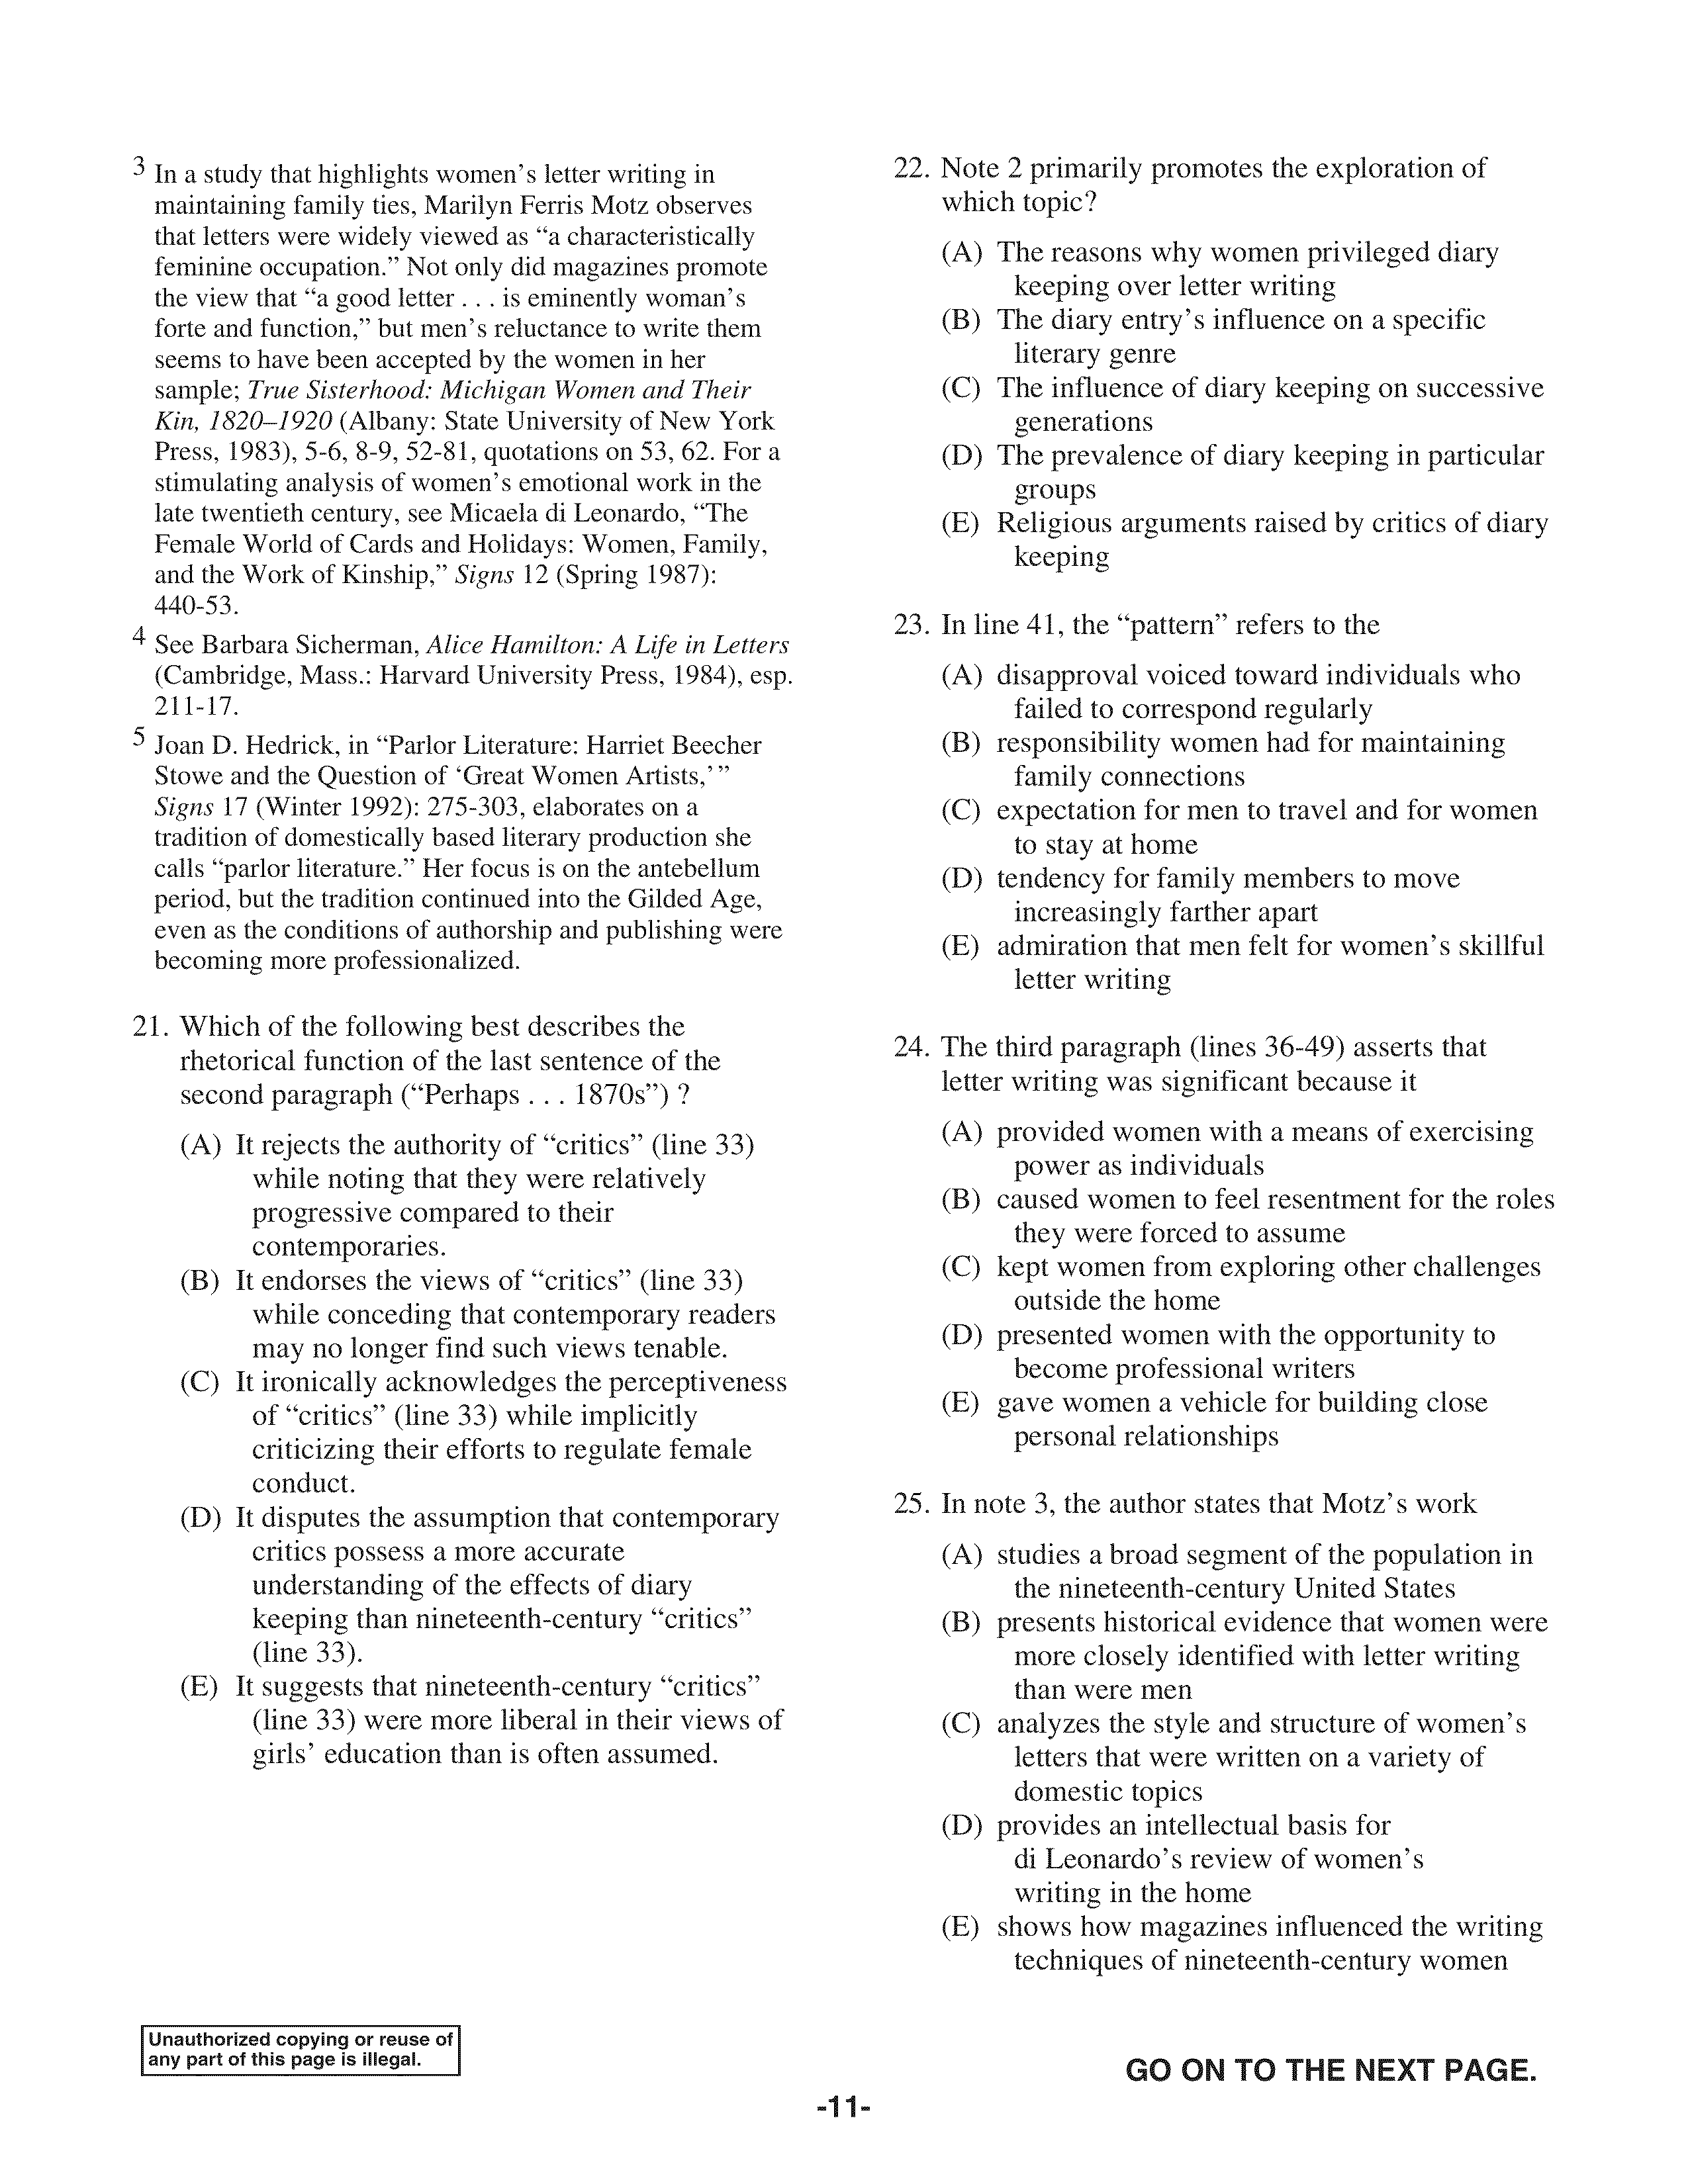 3 In a study that highlights women's letter writing in
maintaining family ties, Marilyn Ferris Motz observes
that letters were widely viewed as “a characteristically
feminine occupation.” Not only did magazines promote
the view that “a good letter . . . is eminently woman's
forte and function,” but men's reluctance to write them
seems to have been accepted by the women in her
sample; True Sisterhood: Michigan Women and Their
Kin, 1820–1920 (Albany: State University of New York
Press, 1983), 5-6, 8-9, 52-81, quotations on 53, 62. For a
stimulating analysis of women's emotional work in the
late twentieth century, see Micaela di Leonardo, “The
Female World of Cards and Holidays: Women, Family,
and the Work of Kinship,” Signs 12 (Spring 1987):
440-53.
4 See Barbara Sicherman, Alice Hamilton: A Life in Letters
(Cambridge, Mass.: Harvard University Press, 1984), esp.
211-17.
5 Joan D. Hedrick, in “Parlor Literature: Harriet Beecher
Stowe and the Question of ‘Great Women Artists,’”
Signs 17 (Winter 1992): 275-303, elaborates on a
tradition of domestically based literary production she
calls “parlor literature.” Her focus is on the antebellum
period, but the tradition continued into the Gilded Age,
even as the conditions of authorship and publishing were
becoming more professionalized.
21. Which of the following best describes the
rhetorical function of the last sentence of the
second paragraph (“Perhaps . . . 1870s”) ?
(A) It rejects the authority of “critics” (line 33)
while noting that they were relatively
progressive compared to their
contemporaries.
(B) It endorses the views of “critics” (line 33)
while conceding that contemporary readers
may no longer find such views tenable.
(C) It ironically acknowledges the perceptiveness
of “critics” (line 33) while implicitly
criticizing their efforts to regulate female
conduct.
(D) It disputes the assumption that contemporary
critics possess a more accurate
understanding of the effects of diary
keeping than nineteenth-century “critics”
(line 33).
(E) It suggests that nineteenth-century “critics”
(line 33) were more liberal in their views of
girls' education than is often assumed.
22. Note 2 primarily promotes the exploration of
which topic?
(A) The reasons why women privileged diary
keeping over letter writing
(B) The diary entry's influence on a specific
literary genre
(C) The influence of diary keeping on successive
generations
(D) The prevalence of diary keeping in particular
groups
(E) Religious arguments raised by critics of diary
keeping
23. In line 41, the “pattern” refers to the
(A) disapproval voiced toward individuals who
failed to correspond regularly
(B) responsibility women had for maintaining
family connections
(C) expectation for men to travel and for women
to stay at home
(D) tendency for family members to move
increasingly farther apart
(E) admiration that men felt for women's skillful
letter writing
24. The third paragraph (lines 36-49) asserts that
letter writing was significant because it
(A) provided women with a means of exercising
power as individuals
(B) caused women to feel resentment for the roles
they were forced to assume
(C) kept women from exploring other challenges
outside the home
(D) presented women with the opportunity to
become professional writers
(E) gave women a vehicle for building close
personal relationships
25. In note 3, the author states that Motz's work
(A) studies a broad segment of the population in
the nineteenth-century United States
(B) presents historical evidence that women were
more closely identified with letter writing
than were men
(C) analyzes the style and structure of women's
letters that were written on a variety of
domestic topics
(D) provides an intellectual basis for
di Leonardo's review of women's
writing in the home
(E) shows how magazines influenced the writing
techniques of nineteenth-century women
Unauthorized copying or reuse of
any part of this page is illegal.
GO ON TO THE NEXT PAGE.
-11-